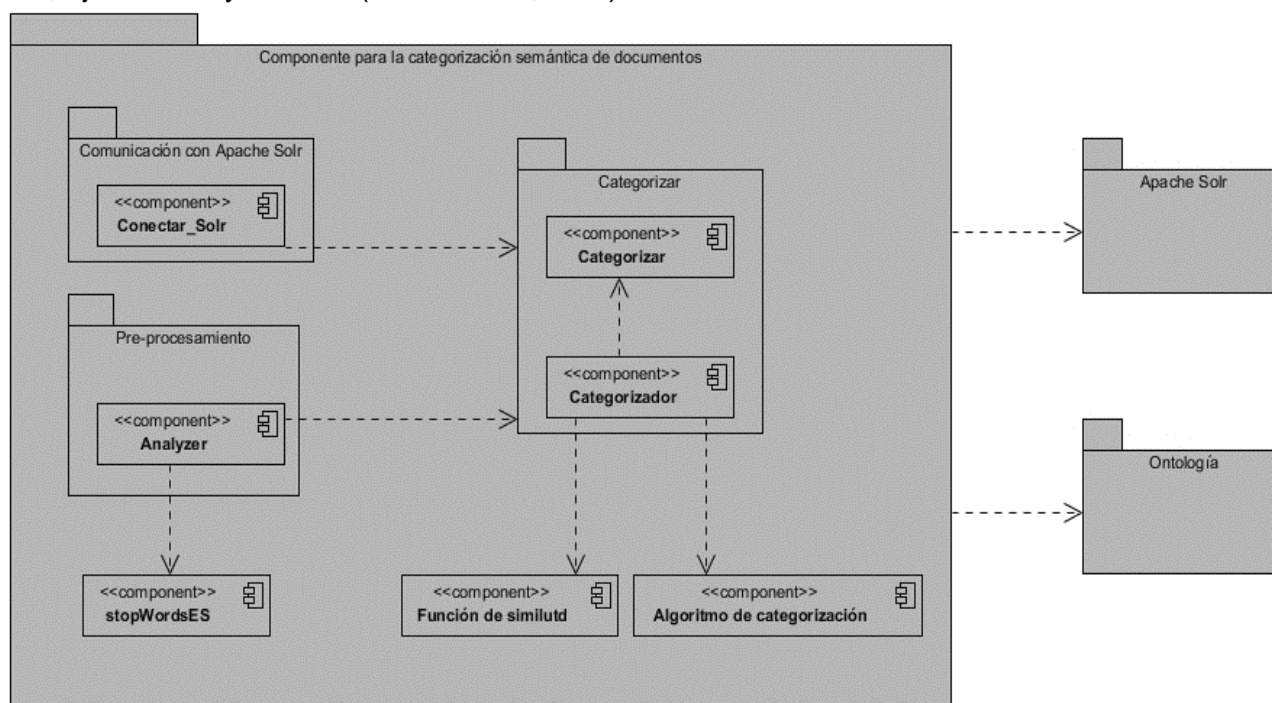 Componente para la categorización semántica de documentos
Comunicación con Apache Solr
<<component>>
Conectar_Solr
Categorizar
<<component>>
Categorizar
<<component>>
Categorizador
Pre-procesamiento
<<component>>
Analyzer
<<component>>
stopWordsES
<<component>>
Función de similutd
<<component>>
Algoritmo de categorización
Apache Solr
Ontología